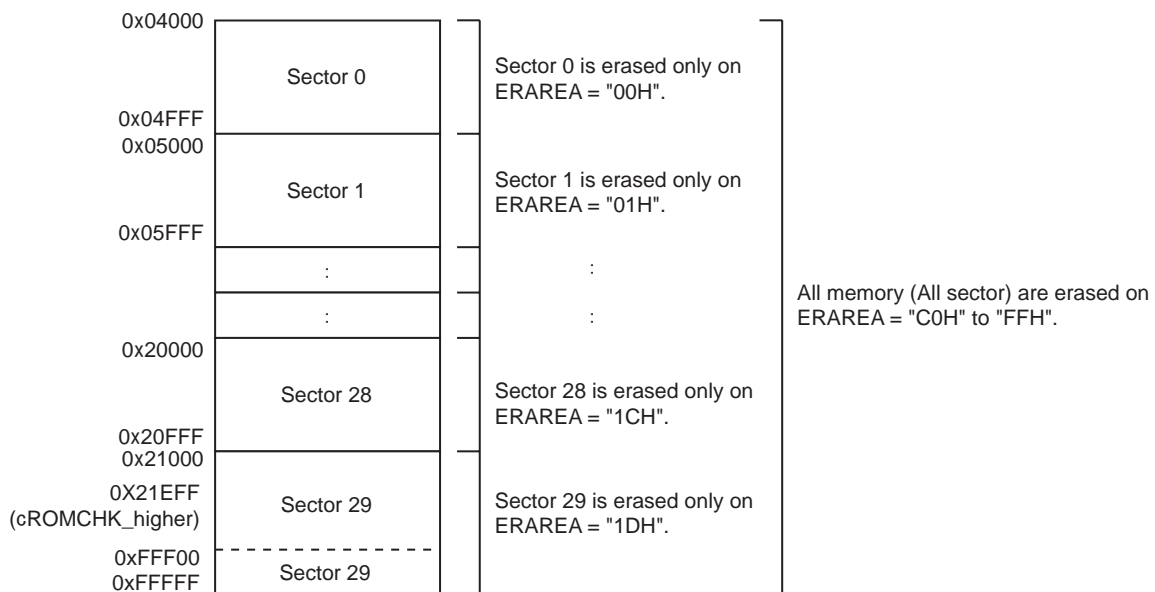 0x04000
Sector 0
Sector 0 is erased only on
ERAREA = "00H".
0x04FFF
0x05000
Sector 1
Sector 1 is erased only on
ERAREA = "01H".
0x05FFF
:
:
:
:
All memory (All sector) are erased on
ERAREA = "C0H" to "FFH".
0x20000
Sector 28
Sector 28 is erased only on
ERAREA = "1CH".
0x20FFF
0x21000
0X21EFF
(cROMCHK_higher)
Sector 29
Sector 29 is erased only on
ERAREA = "1DH".
0xFFF00
0xFFFFF
Sector 29